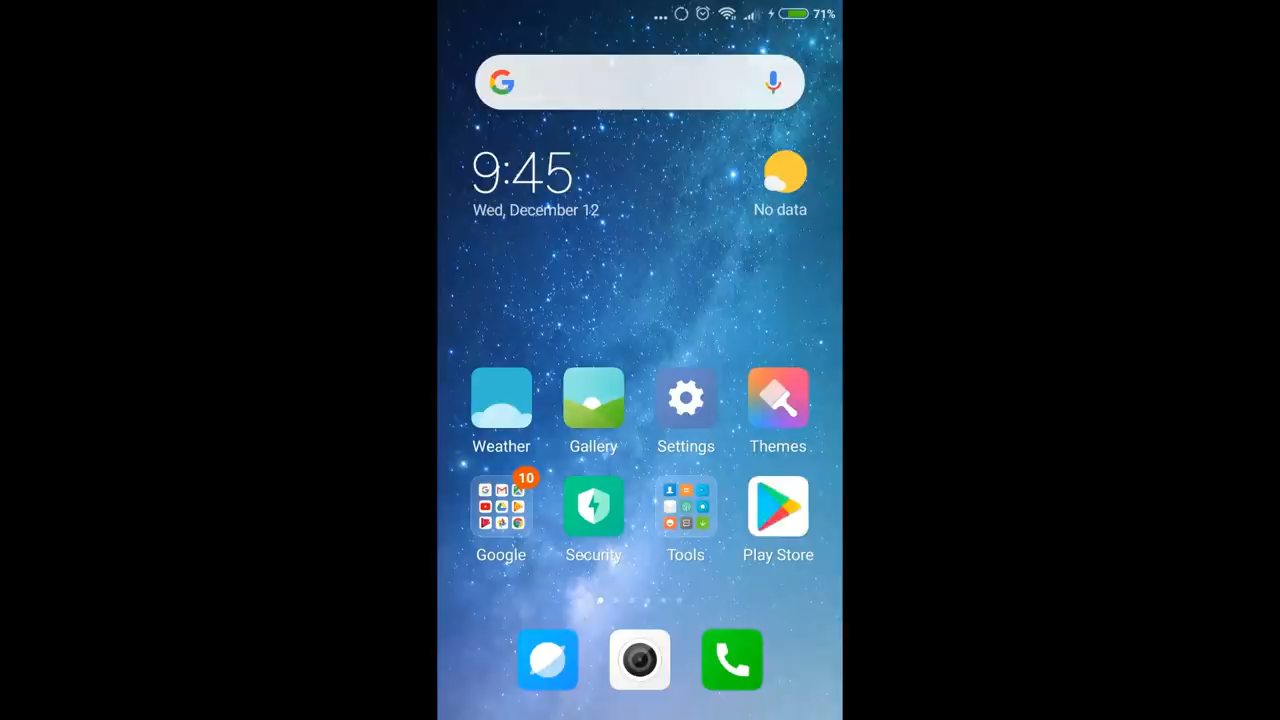 71%
9:45
Wed, December 12
No data
Weather
Gallery
Settings
Themes
10
Google
Security
Tools
Play Store